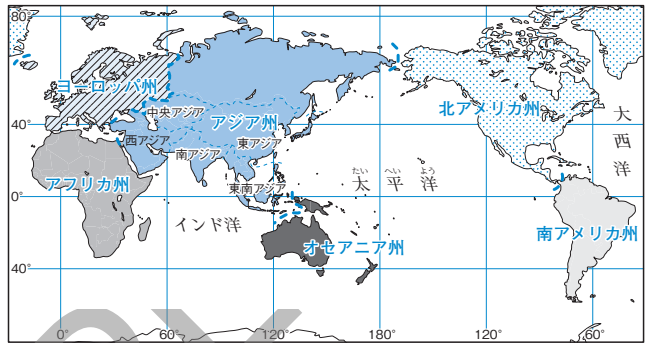 80°
ヨーロッパ州
中央アジア
アジア州
北アメリカ州
大西洋
40°
40°
西アジア
東アジア
南アジア
アフリカ州
東南アジア
たい へい よう
太平洋
0°
0°
インド洋
南アメリカ州
オセアニア州
40°
40°
0°
60°
120°
180°
120°
60°